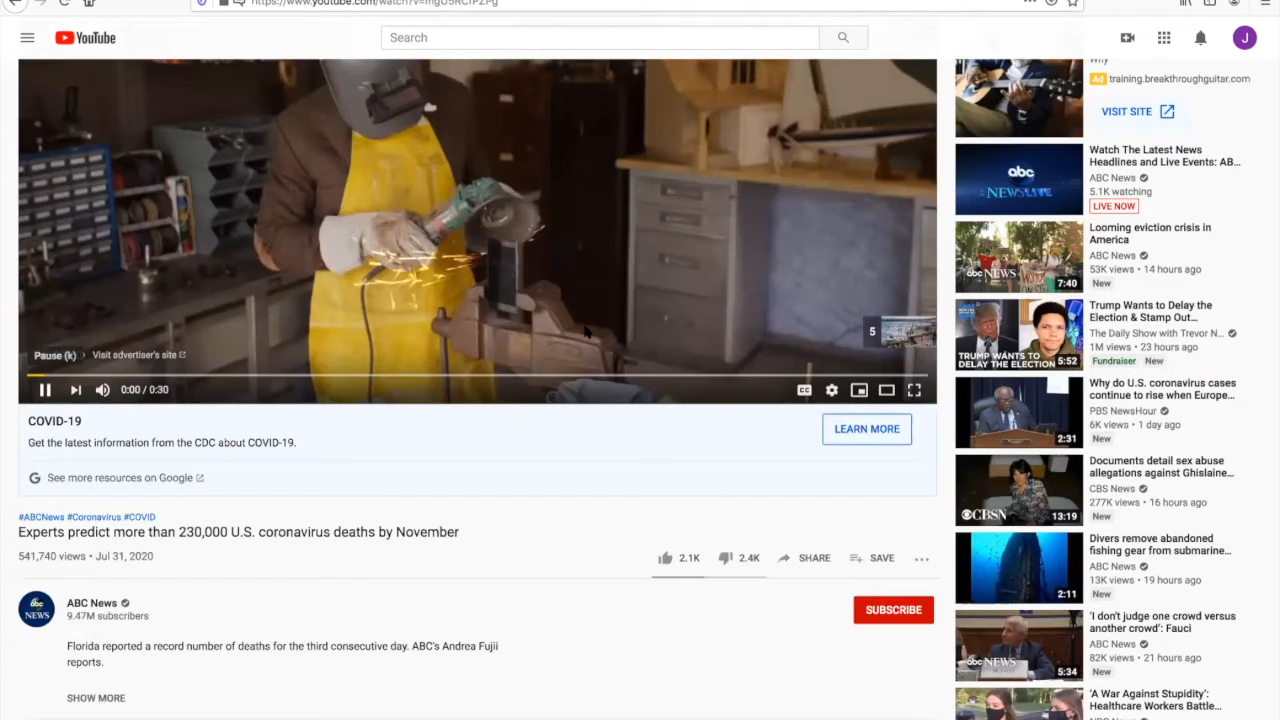 YouTube
Search
J
Pause (k)
Visit advertiser's site
5
0:00 / 0:30
CC
COVID-19
Get the latest information from the CDC about COVID-19.
LEARN MORE
G See more resources on Google
#ABCNews #Coronavirus #COVID
Experts predict more than 230,000 U.S. coronavirus deaths by November
541,740 views • Jul 31, 2020
2.1K
2.4K
SHARE
SAVE
abc
NEWS
ABC News
9.47M subscribers
SUBSCRIBE
Florida reported a record number of deaths for the third consecutive day. ABC's Andrea Fujii
reports.
SHOW MORE
Ad training.breakthroughguitar.com
VISIT SITE
abc
NEWS LIVE
Watch The Latest News
Headlines and Live Events: AB...
ABC News
5.1K watching
LIVE NOW
abc NEWS
7:40
Looming eviction crisis in
America
ABC News
53K views • 14 hours ago
New
TRUMP WANTS TO
DELAY THE ELECTION
5:52
Trump Wants to Delay the
Election & Stamp Out...
The Daily Show with Trevor N...
1M views • 23 hours ago
Fundraiser New
2:31
Why do U.S. coronavirus cases
continue to rise when Europe...
PBS NewsHour
6K views • 1 day ago
New
CBSN
13:19
Documents detail sex abuse
allegations against Ghislaine...
CBS News
277K views • 16 hours ago
New
2:11
Divers remove abandoned
fishing gear from submarine...
ABC News
13K views • 19 hours ago
New
abc NEWS
5:34
'I don't judge one crowd versus
another crowd': Fauci
ABC News
82K views • 21 hours ago
New
'A War Against Stupidity':
Healthcare Workers Battle...